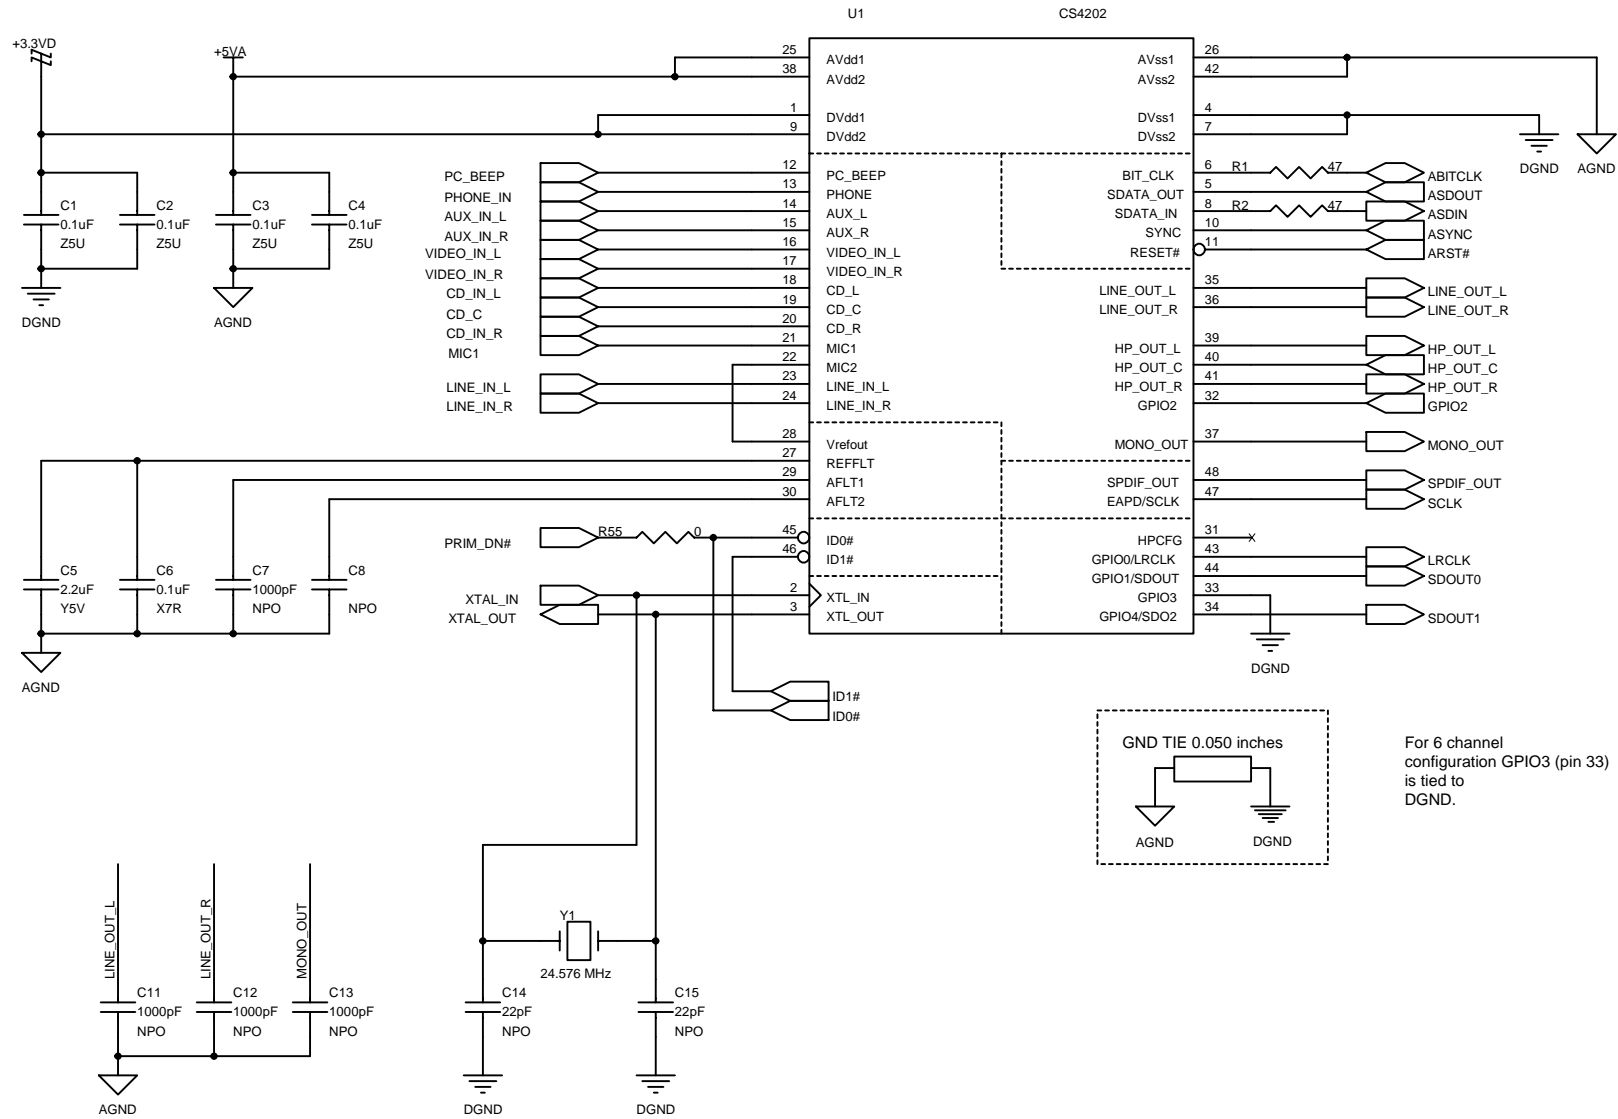 U1 CS4202
+3.3VD
+5VA
25 AVdd1
38 AVdd2
1 DVdd1
9 DVdd2
AVss1 26
AVss2 42
DVss1 4
DVss2 7
DGND
AGND
C1
0.1uF
Z5U
C2
0.1uF
Z5U
C3
0.1uF
Z5U
C4
0.1uF
Z5U
DGND
AGND
PC_BEEP 12 PC_BEEP
PHONE_IN 13 PHONE
AUX_IN_L 14 AUX_L
AUX_IN_R 15 AUX_R
VIDEO_IN_L 16 VIDEO_IN_L
VIDEO_IN_R 17 VIDEO_IN_R
CD_IN_L 18 CD_L
CD_C 19 CD_C
CD_IN_R 20 CD_R
MIC1 21 MIC1
22 MIC2
LINE_IN_L 23 LINE_IN_L
LINE_IN_R 24 LINE_IN_R
28 Vrefout
27 REFFLT
29 AFLT1
30 AFLT2
PRIM_DN# R55 0 45 ID0#
46 ID1#
XTAL_IN 2 XTL_IN
XTAL_OUT 3 XTL_OUT
BIT_CLK 6 R1 47 ABITCLK
SDATA_OUT 5 ASDOUT
SDATA_IN 8 R2 47 ASDIN
SYNC 10 ASYNC
RESET# 11 ARST#
LINE_OUT_L 35 LINE_OUT_L
LINE_OUT_R 36 LINE_OUT_R
HP_OUT_L 39 HP_OUT_L
HP_OUT_C 40 HP_OUT_C
HP_OUT_R 41 HP_OUT_R
GPIO2 32 GPIO2
MONO_OUT 37 MONO_OUT
SPDIF_OUT 48 SPDIF_OUT
EAPD/SCLK 47 SCLK
HPCFG 31
GPIO0/LRCLK 43 LRCLK
GPIO1/SDOUT 44 SDOUT0
GPIO3 33
GPIO4/SDO2 34 SDOUT1
DGND
C5
2.2uF
Y5V
C6
0.1uF
X7R
C7
1000pF
NPO
C8
NPO
AGND
ID1#
ID0#
GND TIE 0.050 inches
AGND
DGND
For 6 channel
configuration GPIO3 (pin 33)
is tied to
DGND.
LINE_OUT_L
LINE_OUT_R
MONO_OUT
C11
1000pF
NPO
C12
1000pF
NPO
C13
1000pF
NPO
AGND
Y1
24.576 MHz
C14
22pF
NPO
C15
22pF
NPO
DGND
DGND